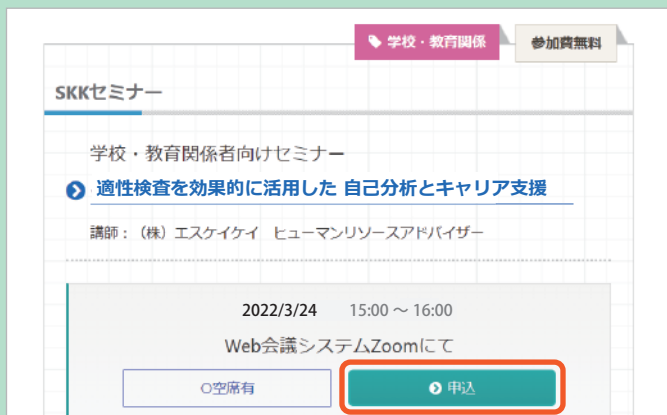 学校・教育関係
参加費無料
SKKセミナー
学校・教育関係者向けセミナー
適性検査を効果的に活用した 自己分析とキャリア支援
講師：（株）エスケイケイ ヒューマンリソースアドバイザー
2022/3/24 15:00 ～ 16:00
Web会議システムZoomにて
○空席有
申込